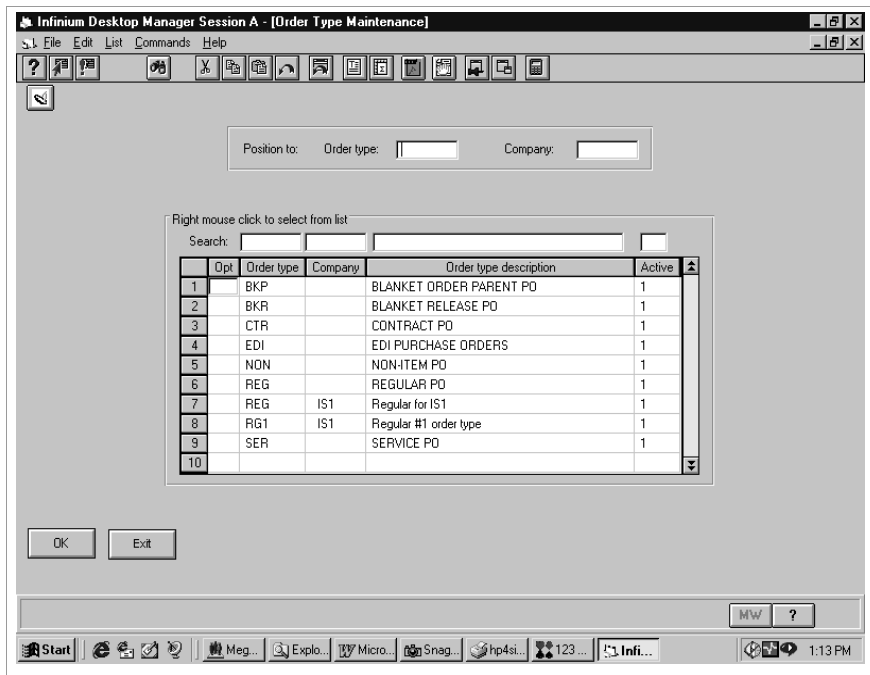 Infinium Desktop Manager Session A - [Order Type Maintenance]
File Edit List Commands Help
Position to: Order type: Company:
Right mouse click to select from list
Search:
Opt Order type Company Order type description Active
1 BKP BLANKET ORDER PARENT PO 1
2 BKR BLANKET RELEASE PO 1
3 CTR CONTRACT PO 1
4 EDI EDI PURCHASE ORDERS 1
5 NON NON-ITEM PO 1
6 REG REGULAR PO 1
7 REG IS1 Regular for IS1 1
8 RG1 IS1 Regular #1 order type 1
9 SER SERVICE PO 1
10
OK Exit
MW ?
Start Meg... Explo... Micro... Snag... hp4si... 123 ... Infi... 1:13 PM